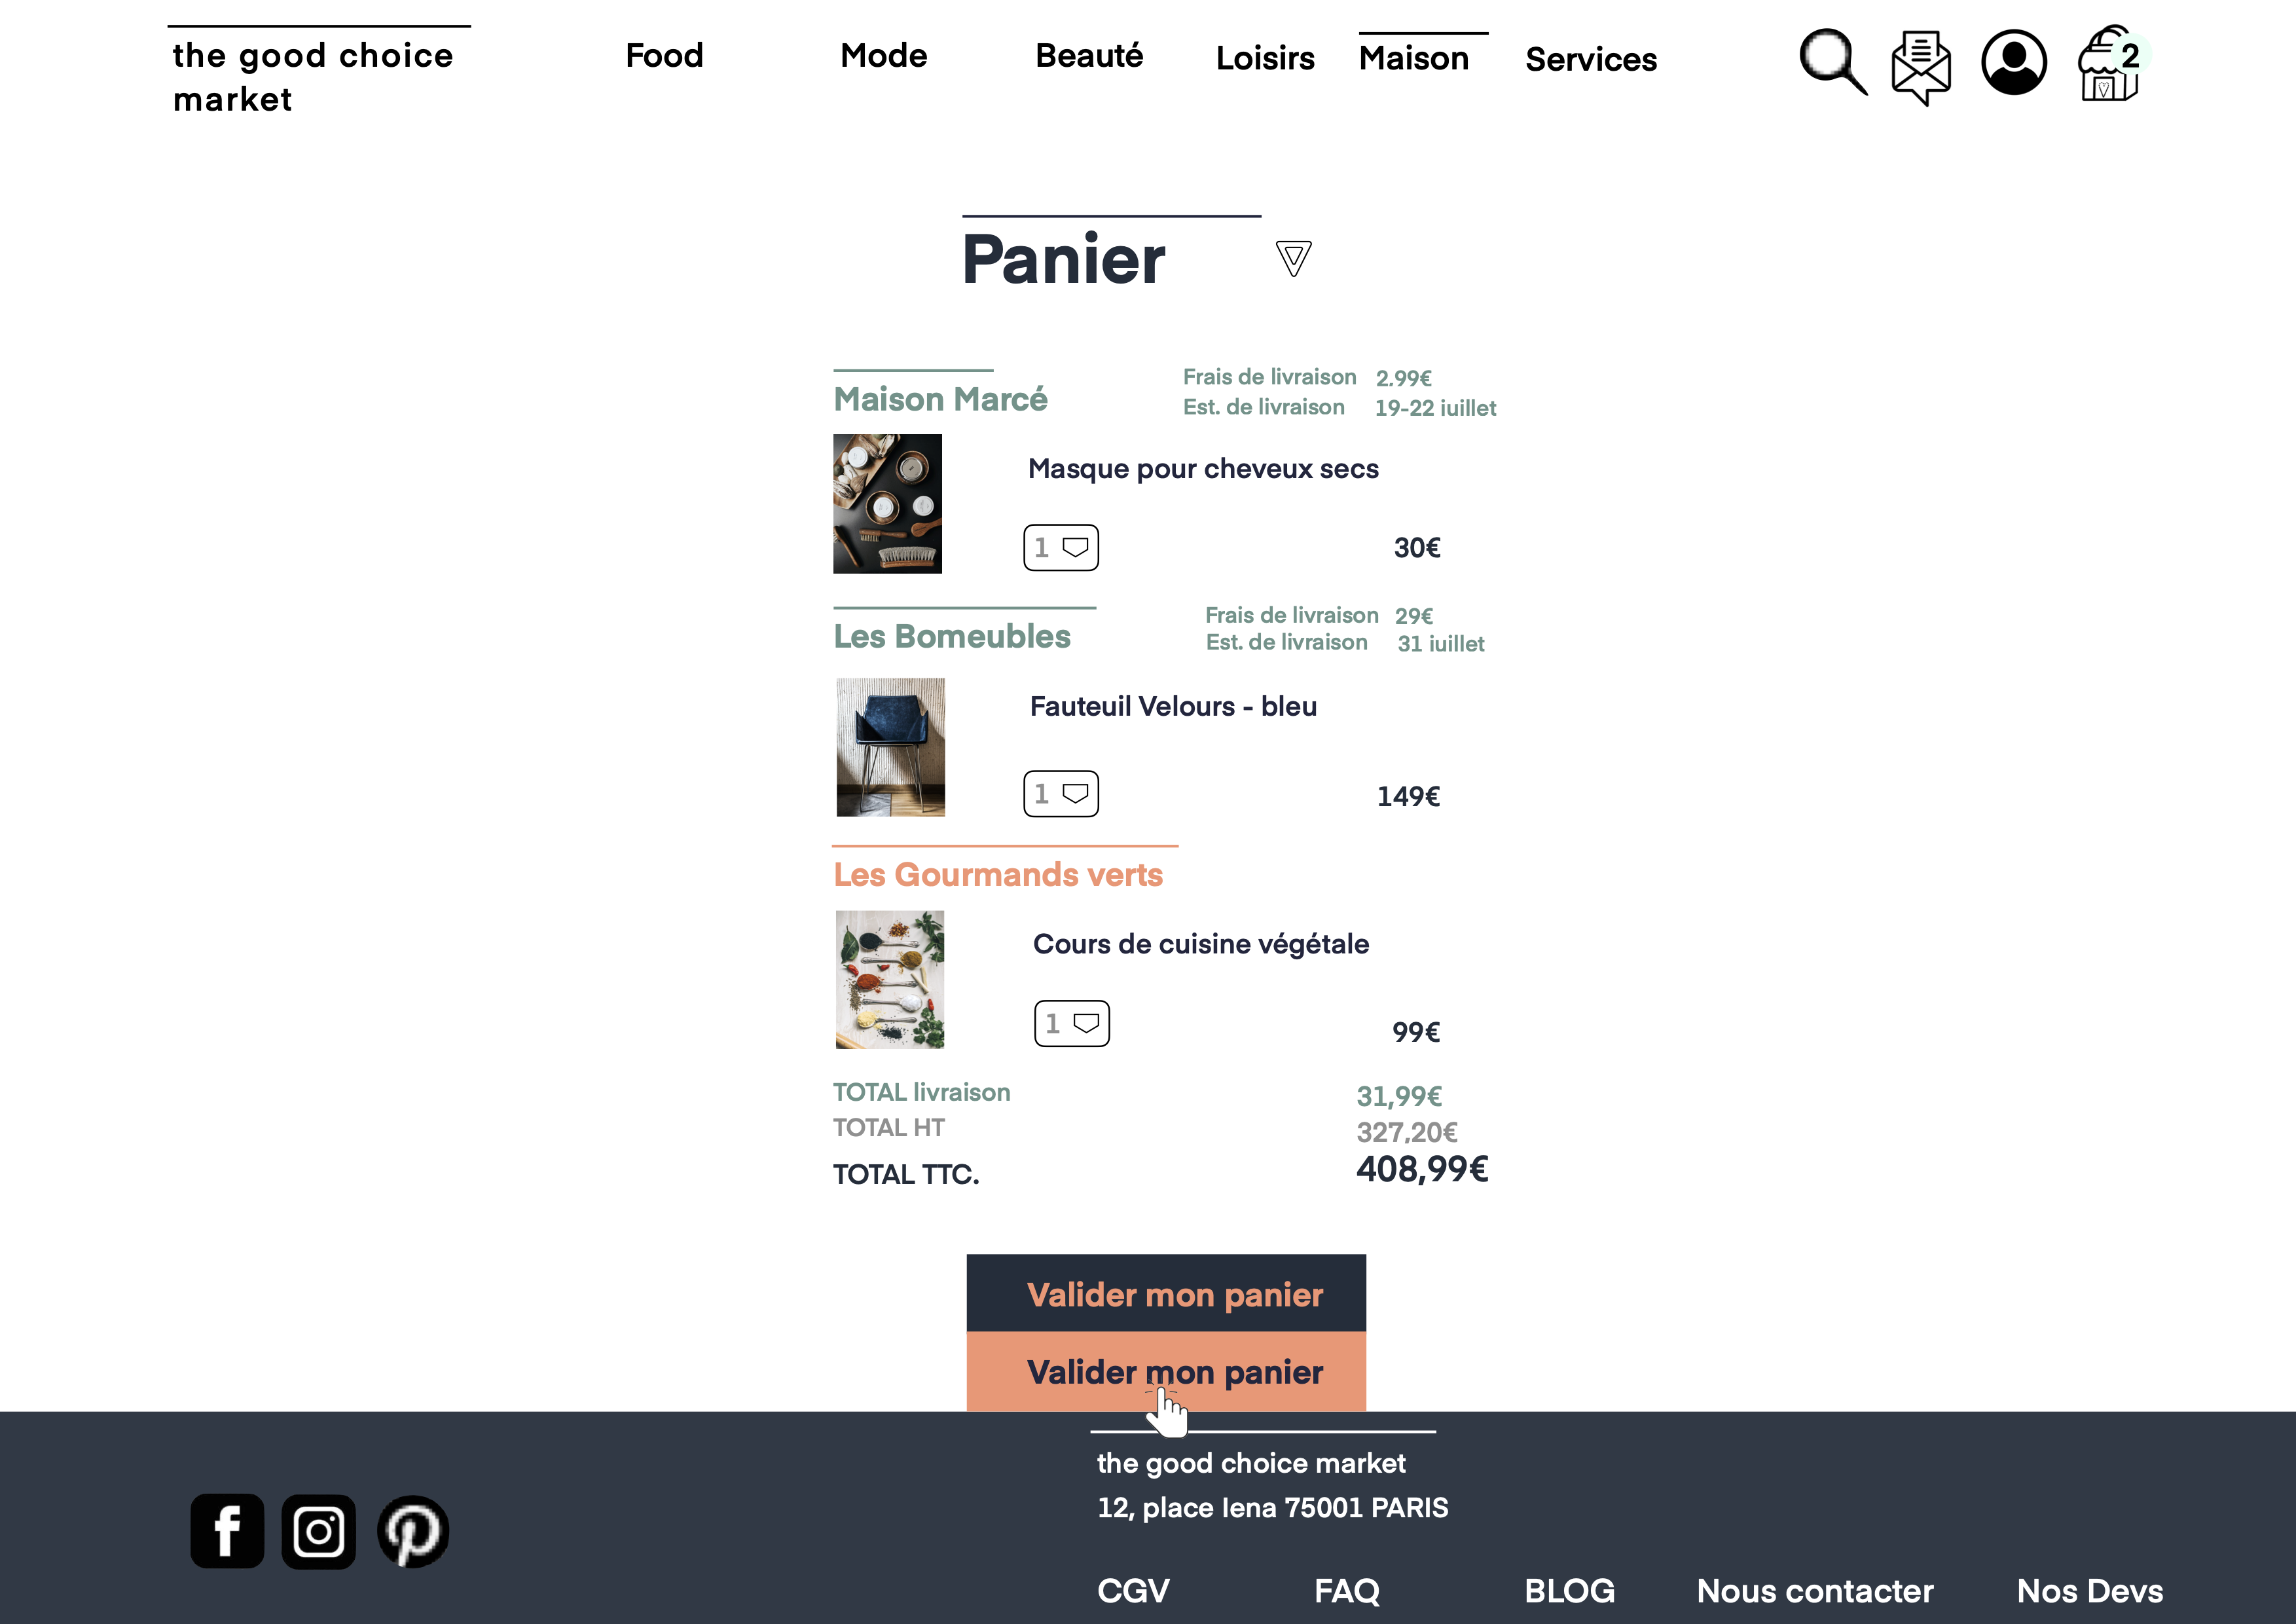 the good choice
market
Food Mode Beauté Loisirs Maison Services
2
Panier
Maison Marcé
Frais de livraison 2.99€
Est. de livraison 19-22 juillet
Masque pour cheveux secs
1
30€
Les Bomeubles
Frais de livraison 29€
Est. de livraison 31 juillet
Fauteuil Velours - bleu
1
149€
Les Gourmands verts
Cours de cuisine végétale
1
99€
TOTAL livraison 31,99€
TOTAL HT 327,20€
TOTAL TTC. 408,99€
Valider mon panier
Valider mon panier
the good choice market
12, place Iena 75001 PARIS
CGV FAQ BLOG Nous contacter Nos Devs